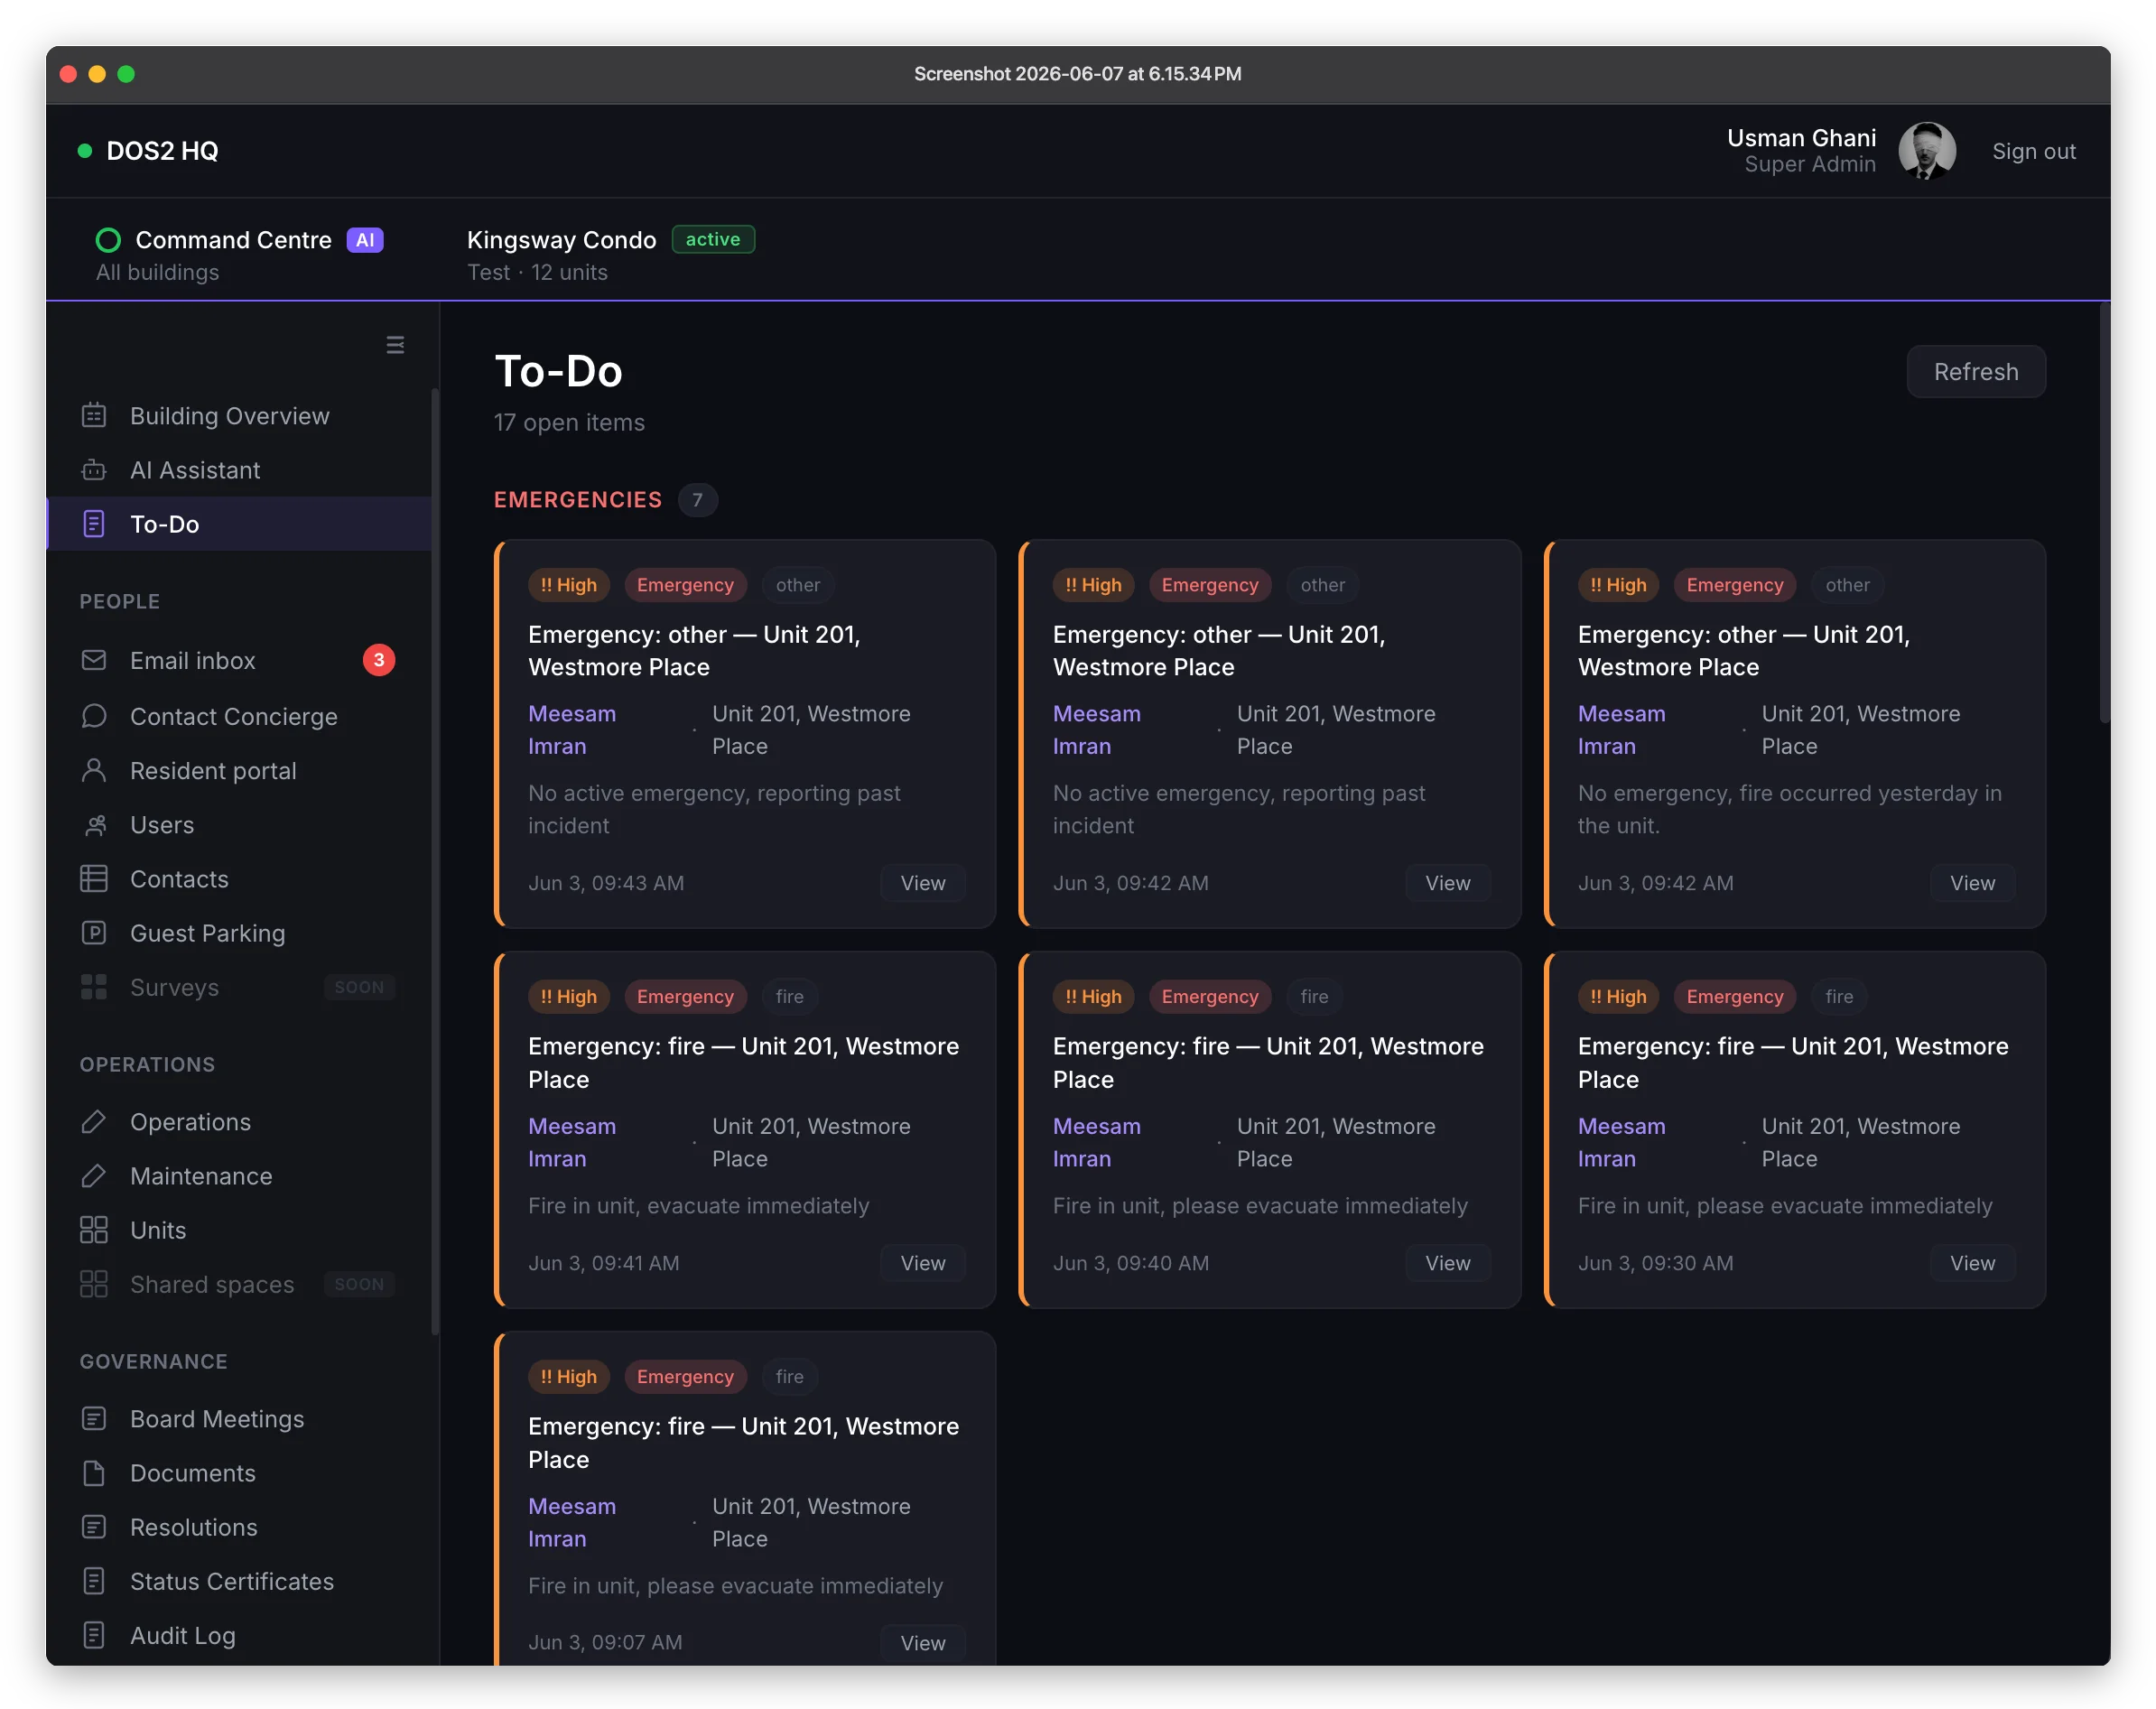 Screenshot 2026-06-07 at 6.15.34 PM
DOS2 HQ
Usman Ghani
Super Admin
Sign out
Command Centre AI
All buildings
Kingsway Condo active
Test · 12 units
Building Overview
AI Assistant
To-Do
PEOPLE
Email inbox 3
Contact Concierge
Resident portal
Users
Contacts
P Guest Parking
Surveys SOON
OPERATIONS
Operations
Maintenance
Units
Shared spaces SOON
GOVERNANCE
Board Meetings
Documents
Resolutions
Status Certificates
Audit Log
To-Do
Refresh
17 open items
EMERGENCIES 7
!! High Emergency other
Emergency: other — Unit 201,
Westmore Place
Meesam
Imran
· Unit 201, Westmore
Place
No active emergency, reporting past
incident
Jun 3, 09:43 AM View
!! High Emergency other
Emergency: other — Unit 201,
Westmore Place
Meesam
Imran
· Unit 201, Westmore
Place
No active emergency, reporting past
incident
Jun 3, 09:42 AM View
!! High Emergency other
Emergency: other — Unit 201,
Westmore Place
Meesam
Imran
· Unit 201, Westmore
Place
No emergency, fire occurred yesterday in
the unit.
Jun 3, 09:42 AM View
!! High Emergency fire
Emergency: fire — Unit 201, Westmore
Place
Meesam
Imran
· Unit 201, Westmore
Place
Fire in unit, evacuate immediately
Jun 3, 09:41 AM View
!! High Emergency fire
Emergency: fire — Unit 201, Westmore
Place
Meesam
Imran
· Unit 201, Westmore
Place
Fire in unit, please evacuate immediately
Jun 3, 09:40 AM View
!! High Emergency fire
Emergency: fire — Unit 201, Westmore
Place
Meesam
Imran
· Unit 201, Westmore
Place
Fire in unit, please evacuate immediately
Jun 3, 09:30 AM View
!! High Emergency fire
Emergency: fire — Unit 201, Westmore
Place
Meesam
Imran
· Unit 201, Westmore
Place
Fire in unit, please evacuate immediately
Jun 3, 09:07 AM View